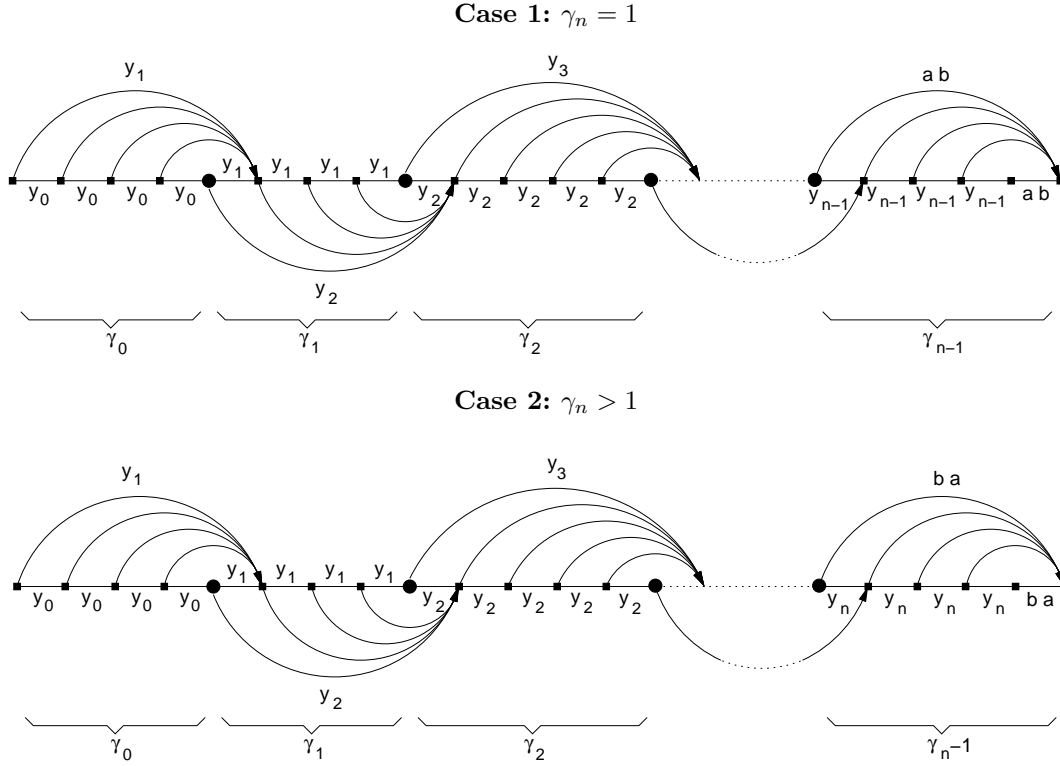 Case 1: γn = 1
y1 y3 a b
y1 y1 y1 y1
y0 y0 y0 y0 y2 y2 y2 y2 y2 yn−1 yn−1 yn−1 yn−1 a b
y2
γ0 γ1 γ2 γn−1
Case 2: γn > 1
y1 y3 b a
y1 y1 y1 y1
y0 y0 y0 y0 y2 y2 y2 y2 y2 yn yn yn yn b a
y2
γ0 γ1 γ2 γn−1